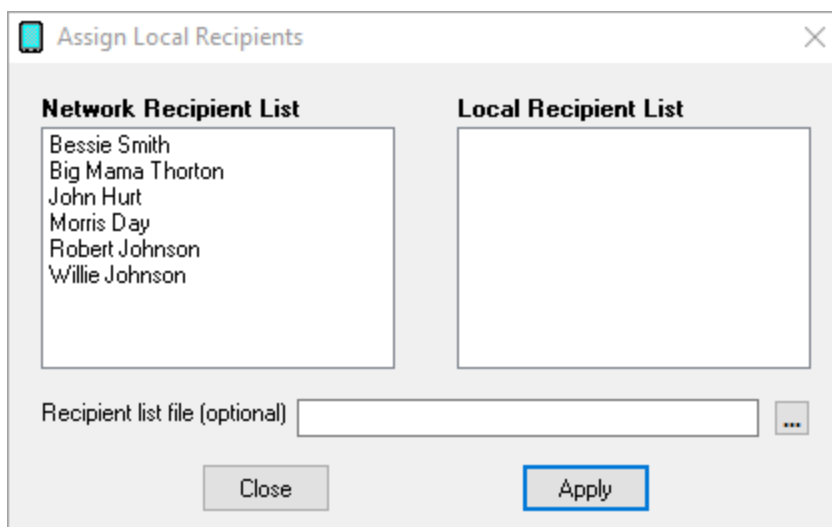 Assign Local Recipients
Network Recipient List
Local Recipient List
Bessie Smith
Big Mama Thorton
John Hurt
Morris Day
Robert Johnson
Willie Johnson
Recipient list file (optional)
...
Close
Apply